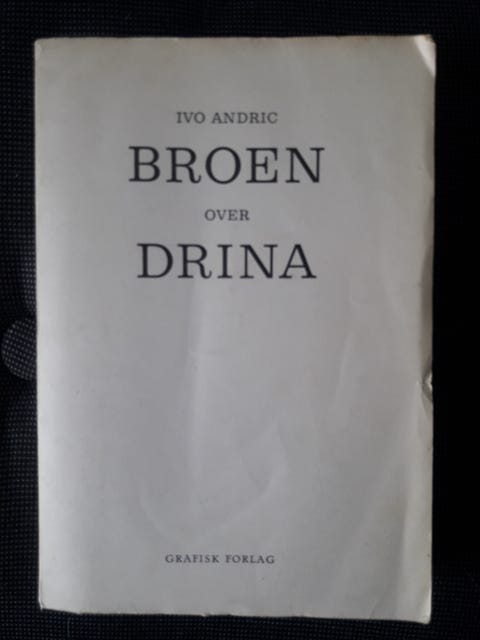 IVO ANDRIC
BROEN
OVER
DRINA
GRAFISK FORLAG